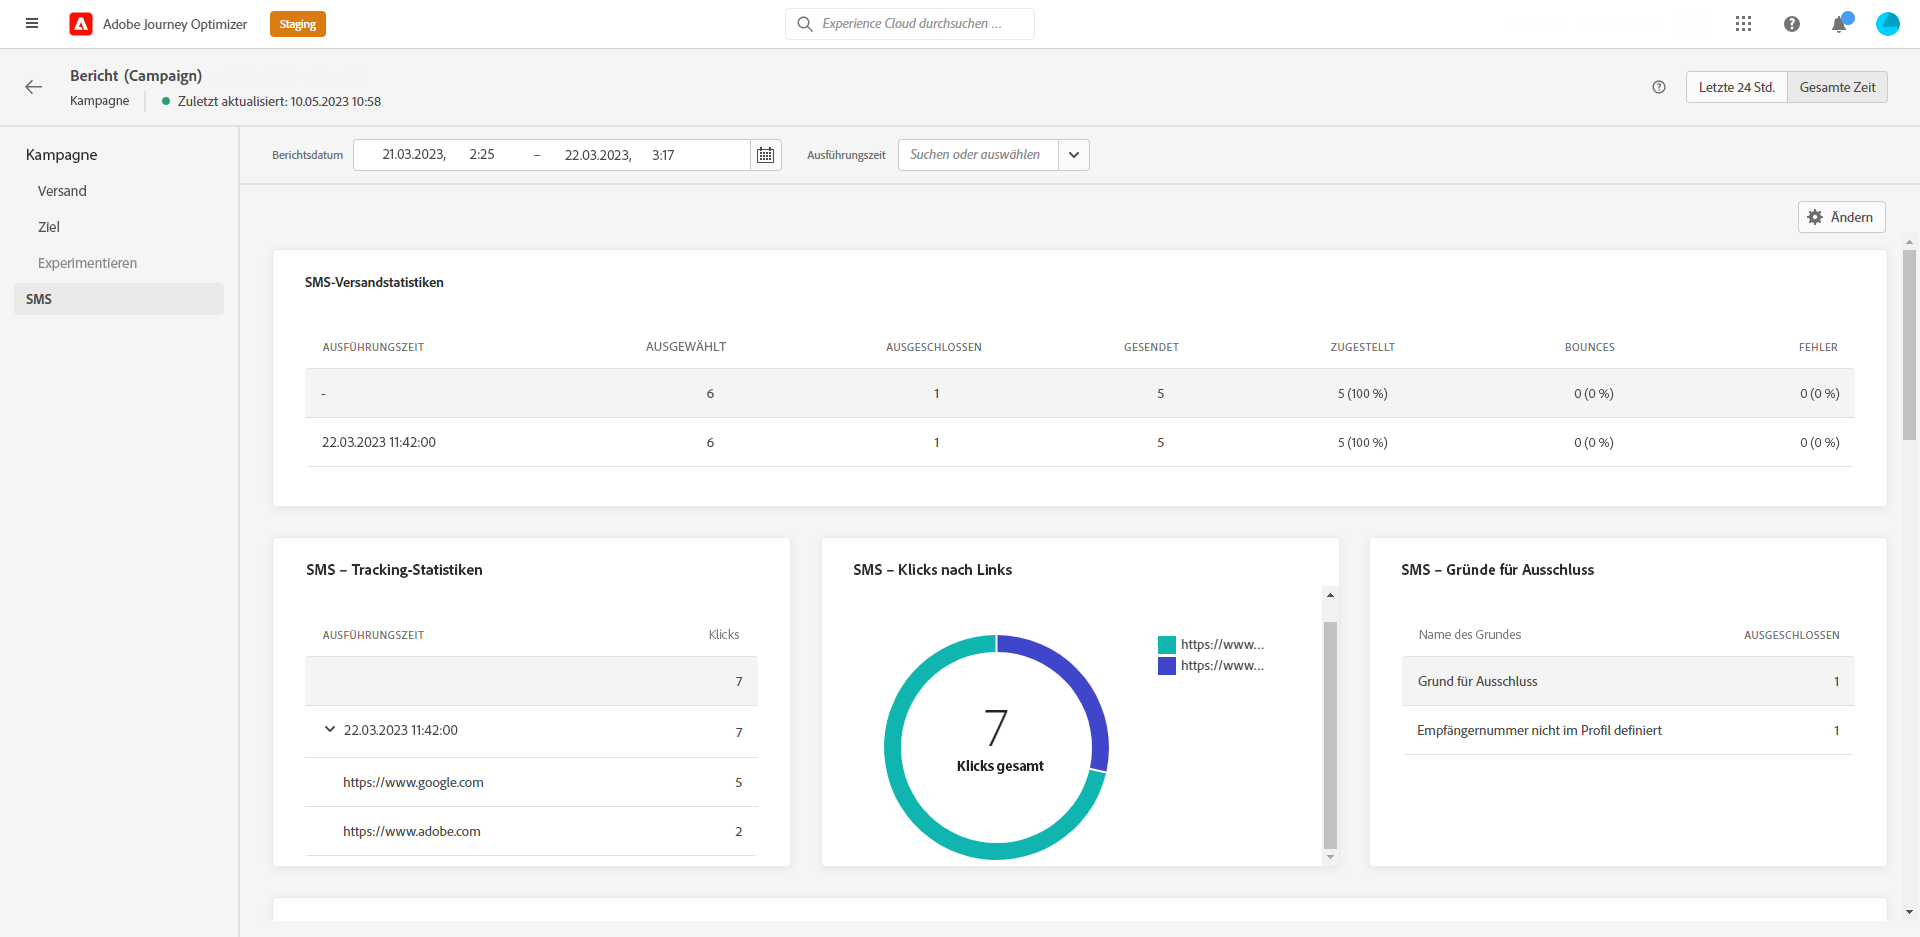 Adobe Journey Optimizer
Staging
Experience Cloud durchsuchen ...
Bericht (Campaign)
Kampagne
Zuletzt aktualisiert: 10.05.2023 10:58
Letzte 24 Std.
Gesamte Zeit
Kampagne
Versand
Ziel
Experimentieren
SMS
Berichtsdatum
21.03.2023, 2:25 – 22.03.2023, 3:17
Ausführungszeit
Suchen oder auswählen
Ändern
SMS-Versandstatistiken
AUSFÜHRUNGSZEIT AUSGEWÄHLT AUSGESCHLOSSEN GESENDET ZUGESTELLT BOUNCES FEHLER
- 6 1 5 5 (100 %) 0 (0 %) 0 (0 %)
22.03.2023 11:42:00 6 1 5 5 (100 %) 0 (0 %) 0 (0 %)
SMS – Tracking-Statistiken
AUSFÜHRUNGSZEIT Klicks
7
22.03.2023 11:42:00 7
https://www.google.com 5
https://www.adobe.com 2
SMS – Klicks nach Links
7
Klicks gesamt
https://www...
https://www...
SMS – Gründe für Ausschluss
Name des Grundes AUSGESCHLOSSEN
Grund für Ausschluss 1
Empfängernummer nicht im Profil definiert 1